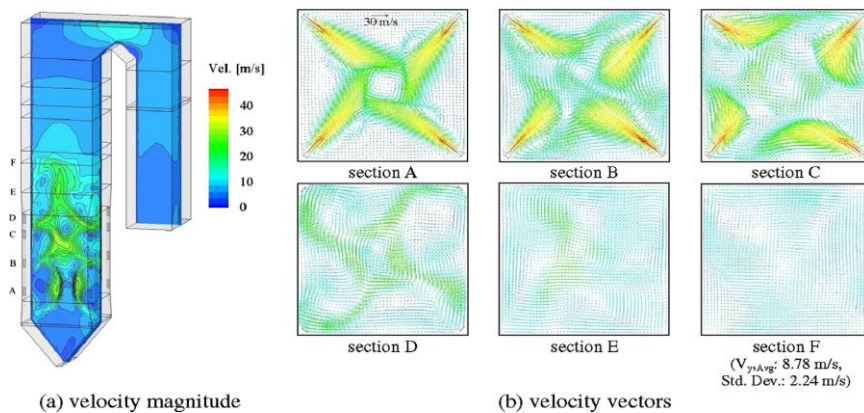 30 m/s
Vel. [m/s]
40
30
20
10
0
F
E
D
C
B
A
section A
section B
section C
section D
section E
section F
(Vy,Avg: 8.78 m/s,
Std. Dev.: 2.24 m/s)
(a) velocity magnitude
(b) velocity vectors